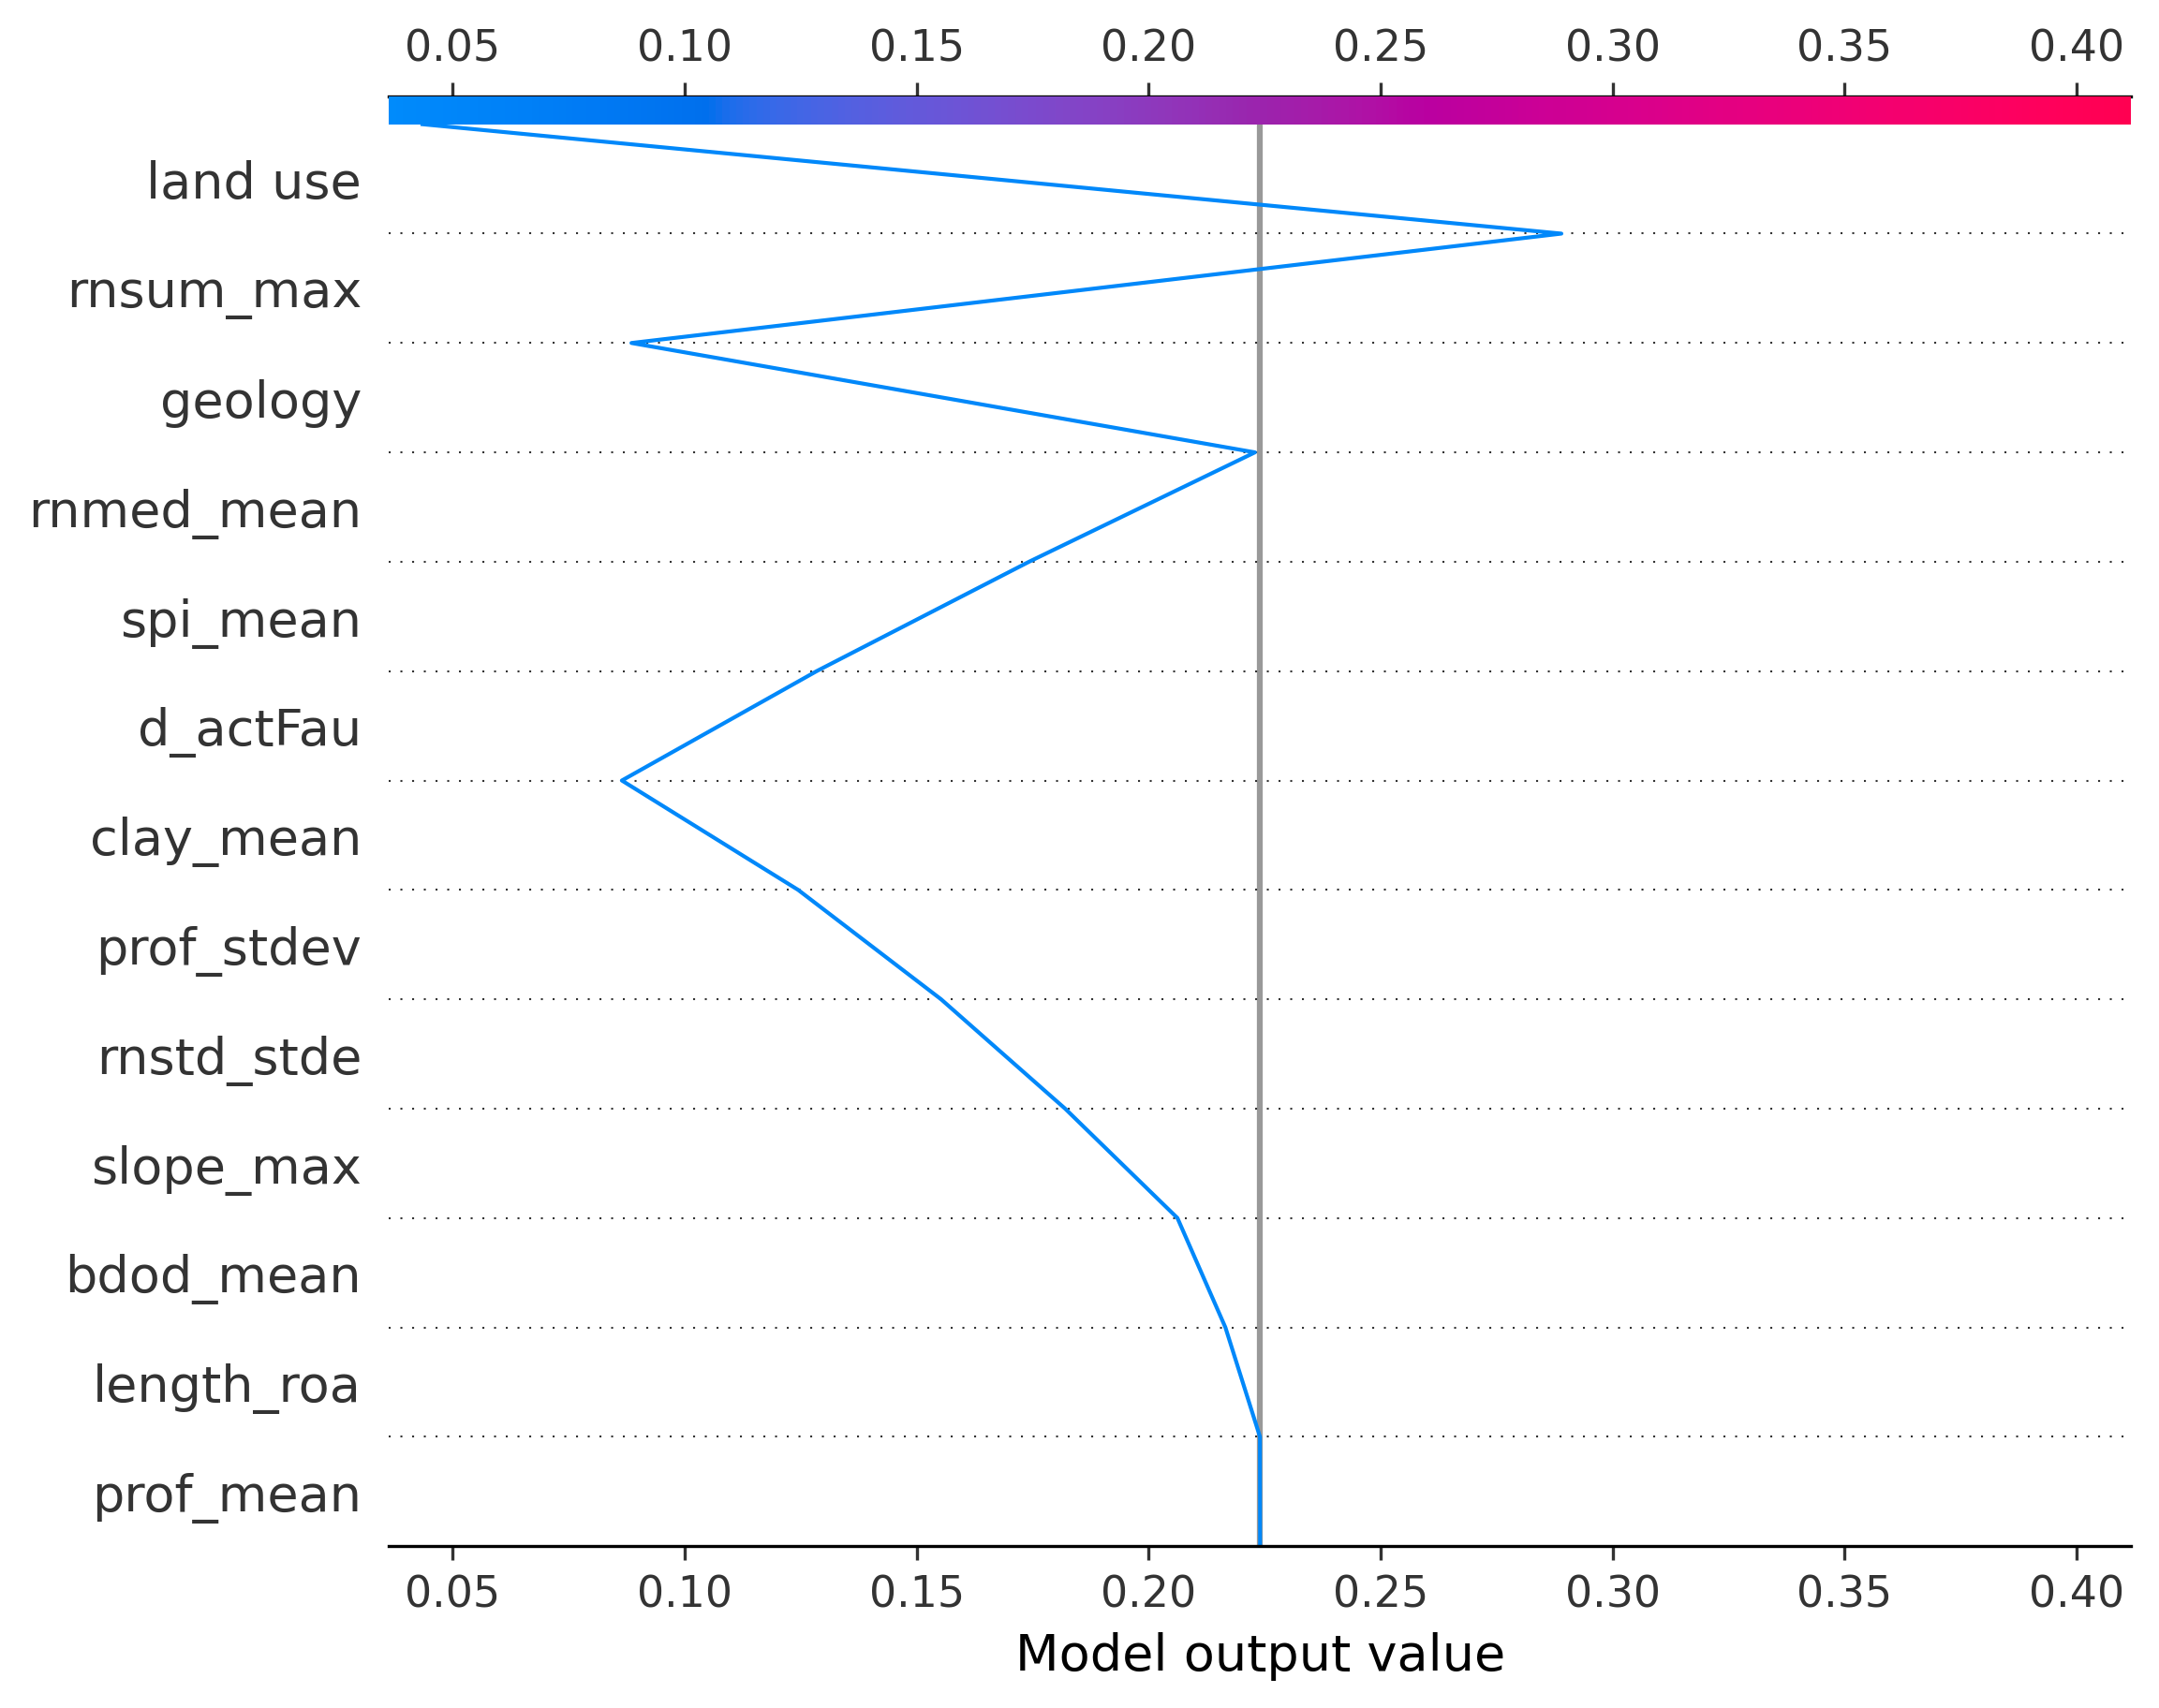 0.05 0.10 0.15 0.20 0.25 0.30 0.35 0.40
land use
rnsum_max
geology
rnmed_mean
spi_mean
d_actFau
clay_mean
prof_stdev
rnstd_stde
slope_max
bdod_mean
length_roa
prof_mean
0.05 0.10 0.15 0.20 0.25 0.30 0.35 0.40
Model output value